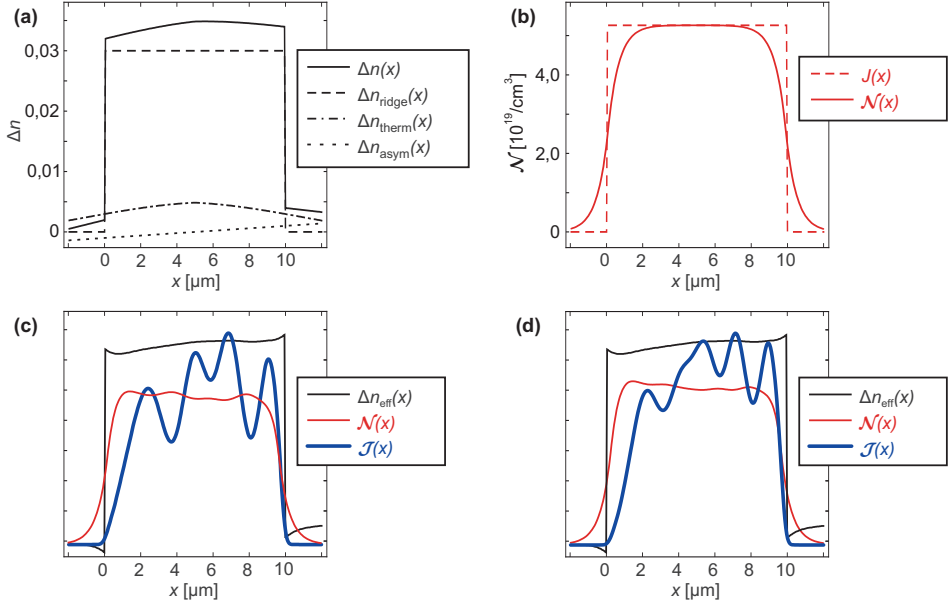 (a)
0,03
0,02
0,01
0
Δn
0 2 4 6 8 10
x [µm]
Δn(x)
Δn_ridge(x)
Δn_therm(x)
Δn_asym(x)
(b)
4,0
2,0
0
𝒩 [10^19/cm^3]
0 2 4 6 8 10
x [µm]
J(x)
𝒩(x)
(c)
0 2 4 6 8 10
x [µm]
Δn_eff(x)
𝒩(x)
𝒥(x)
(d)
0 2 4 6 8 10
x [µm]
Δn_eff(x)
𝒩(x)
𝒥(x)